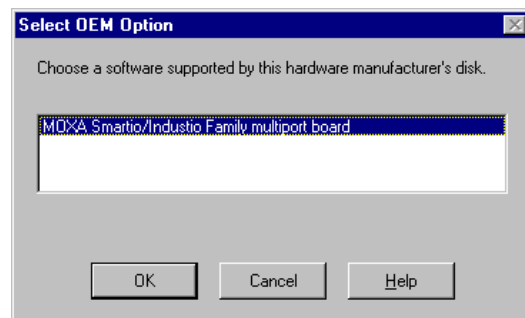 Select OEM Option
Choose a software supported by this hardware manufacturer's disk.
MOXA Smartio/Industio Family multiport board
OK
Cancel
Help